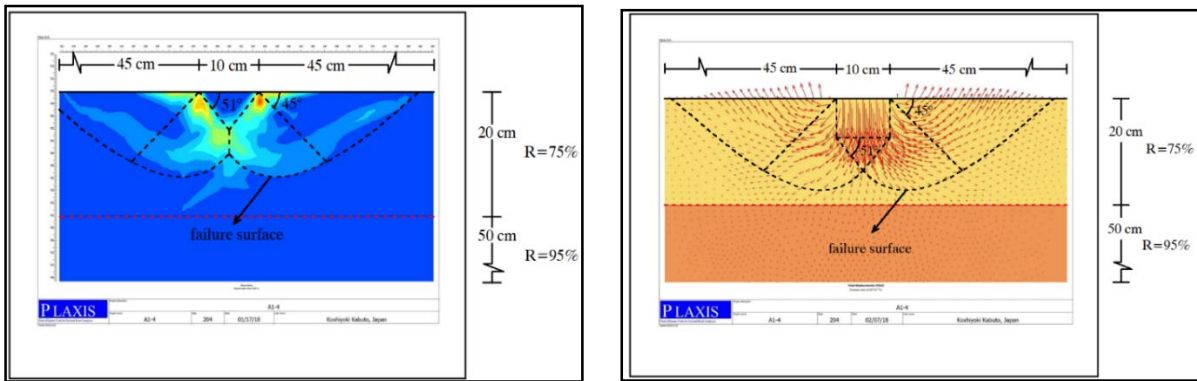 45 cm
10 cm
45 cm
51°
45°
20 cm
R=75%
failure surface
50 cm
R=95%
PLAXIS
A1-4
A1-4
204
01/17/18
Koshiyoki Kabuto, Japan
45 cm
10 cm
45 cm
45°
51°
20 cm
R=75%
failure surface
50 cm
R=95%
PLAXIS
A1-4
A1-4
204
02/07/18
Koshiyoki Kabuto, Japan